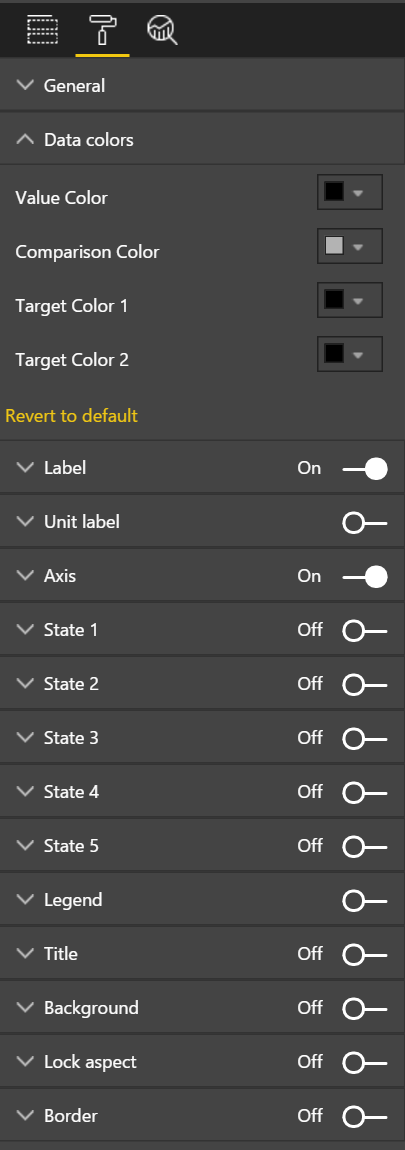 General
Data colors
Value Color
Comparison Color
Target Color 1
Target Color 2
Revert to default
Label On
Unit label
Axis On
State 1 Off
State 2 Off
State 3 Off
State 4 Off
State 5 Off
Legend
Title Off
Background Off
Lock aspect Off
Border Off